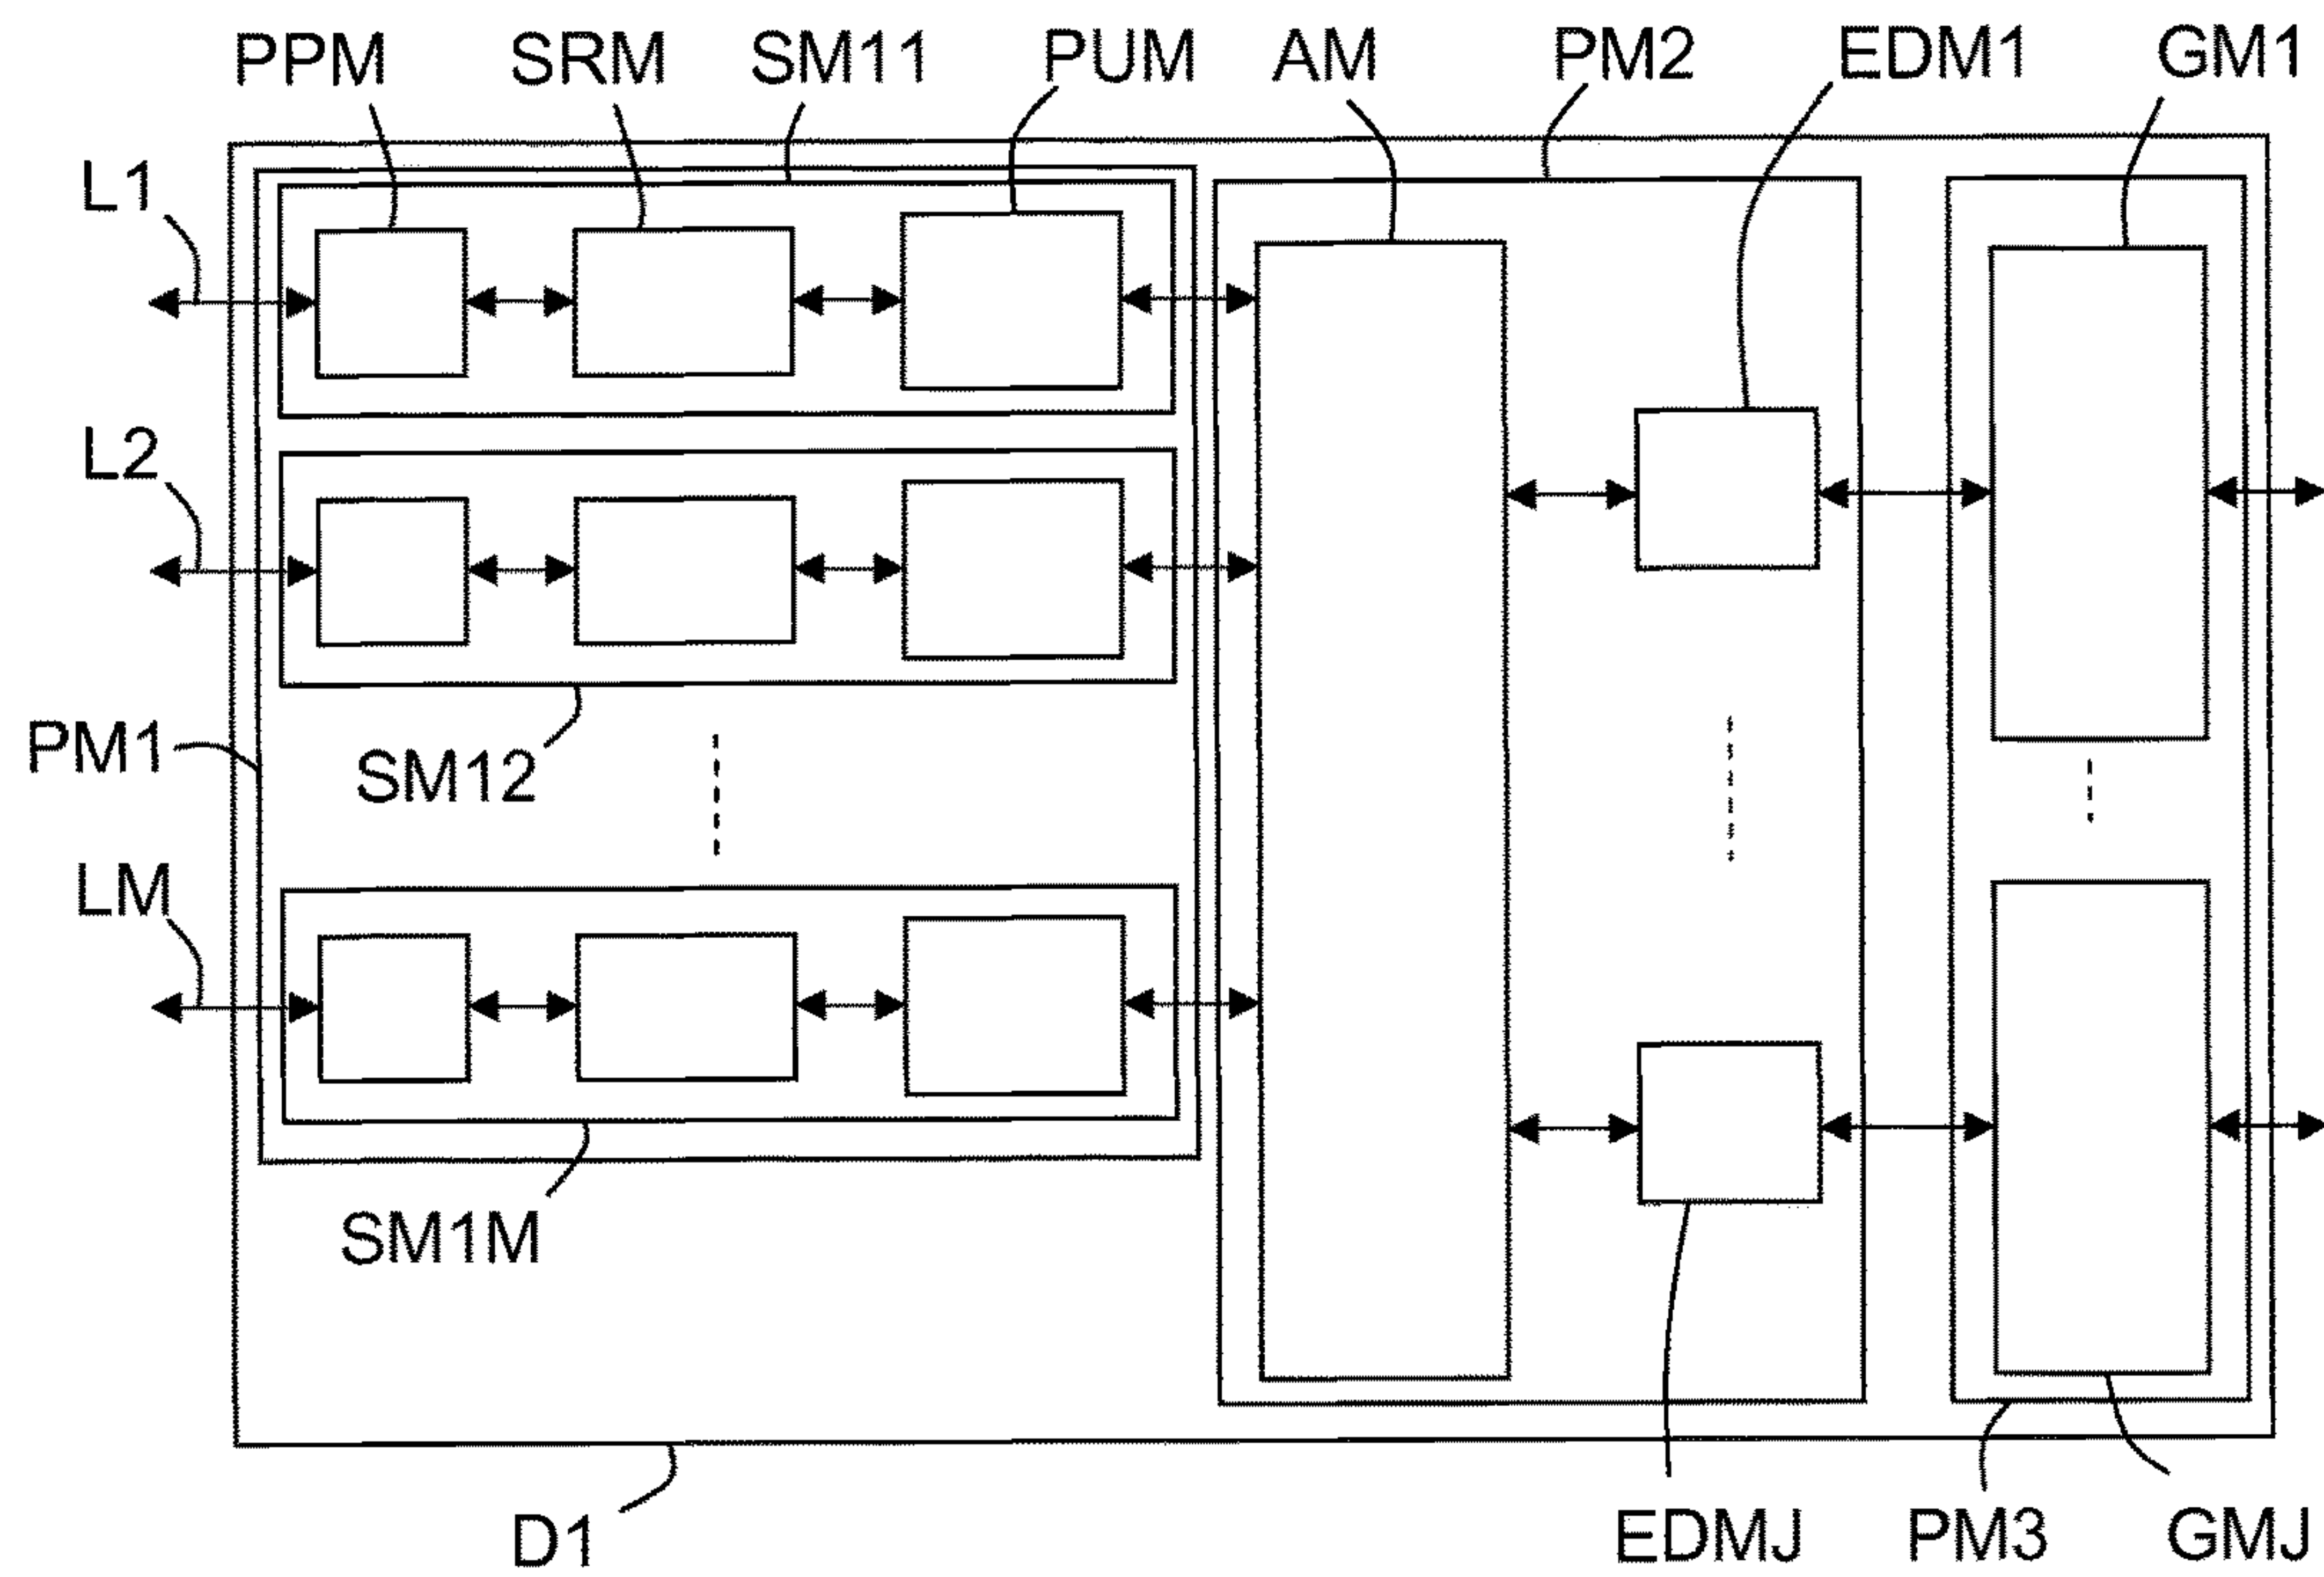 PPM SRM SM11 PUM AM PM2 EDM1 GM1
L1
L2
PM1
SM12
LM
SM1M
D1
EDMJ PM3 GMJ